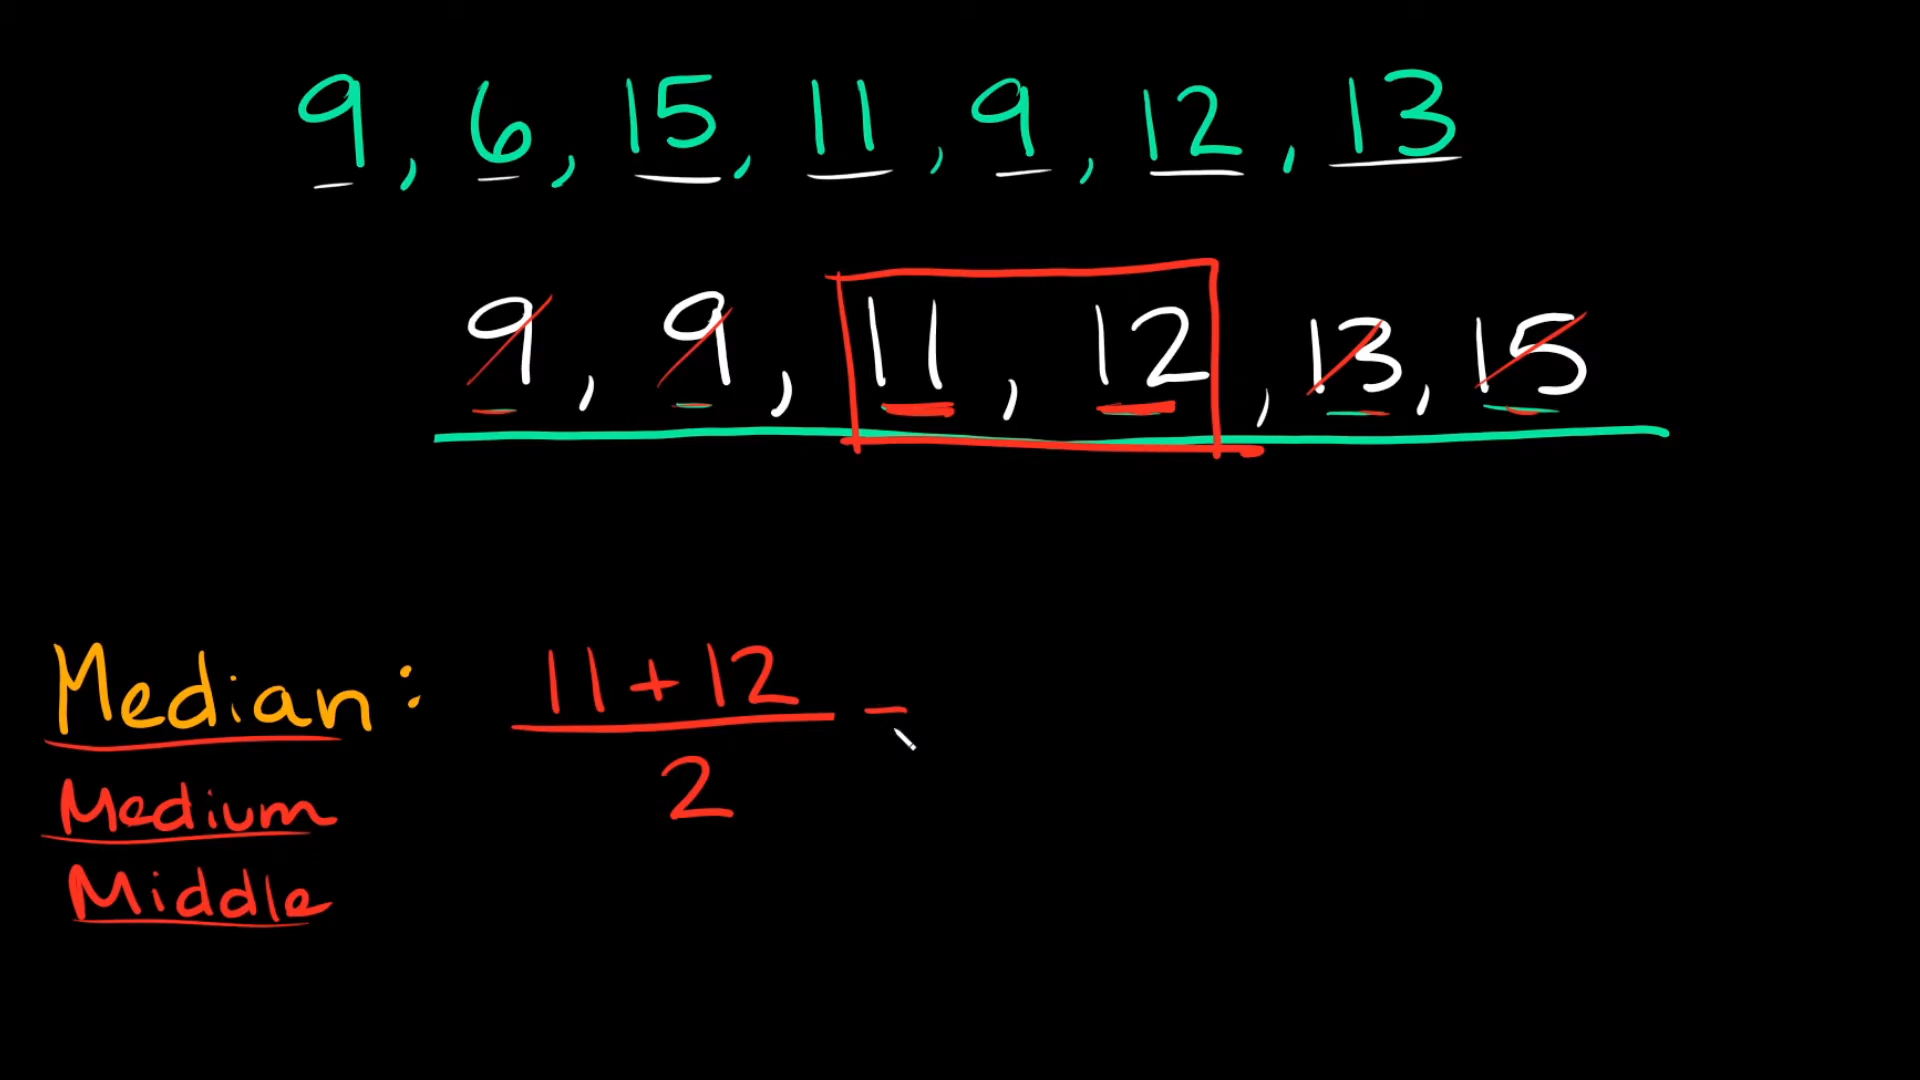 9, 6, 15, 11, 9, 12, 13
9, 9, 11, 12, 13, 15
Median: 11+12
2
Medium
Middle